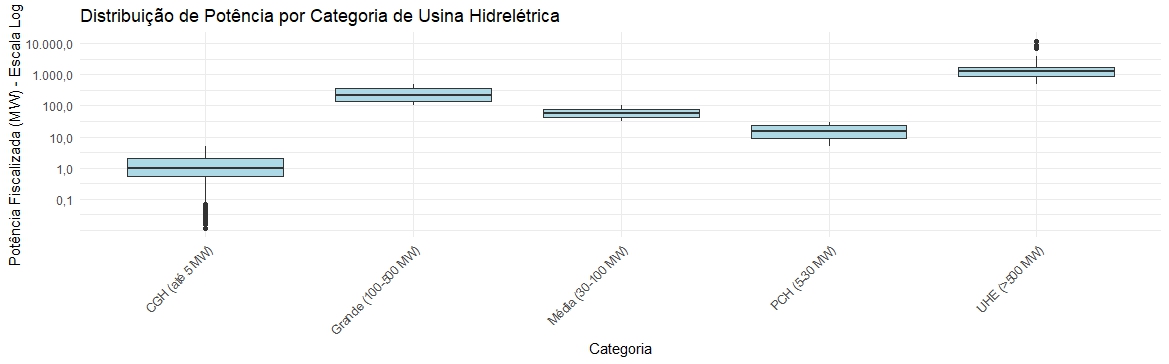 Distribuição de Potência por Categoria de Usina Hidrelétrica
Potência Fiscalizada (MW) - Escala Log
10.000,0
1.000,0
100,0
10,0
1,0
0,1
CGH (até 5 MW)
Grande (100-500 MW)
Média (30-100 MW)
PCH (5-30 MW)
UHE (>500 MW)
Categoria